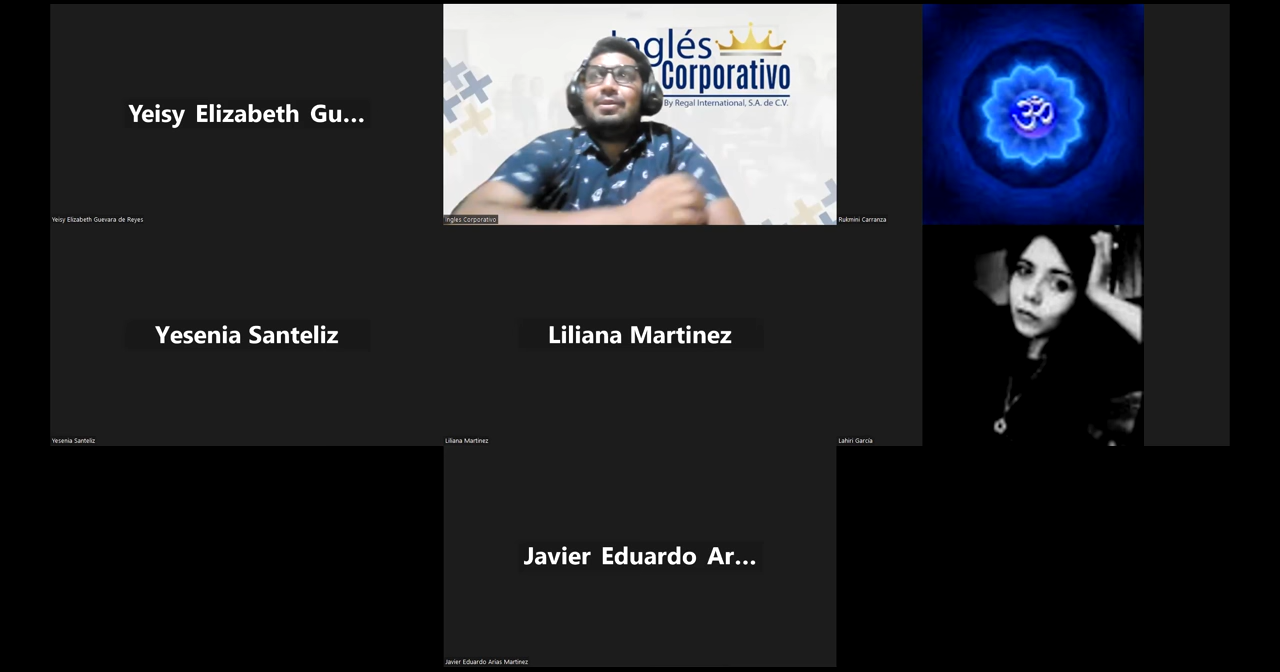 Yeisy Elizabeth Gu...
Yeisy Elizabeth Guevara de Reyes
Inglés
Corporativo
By Regal International, S.A. de C.V.
Ingles Corporativo
ॐ
Rukmini Carranza
Yesenia Santeliz
Yesenia Santeliz
Liliana Martinez
Liliana Martinez
Lahiri García
Javier Eduardo Ar...
Javier Eduardo Arias Martinez